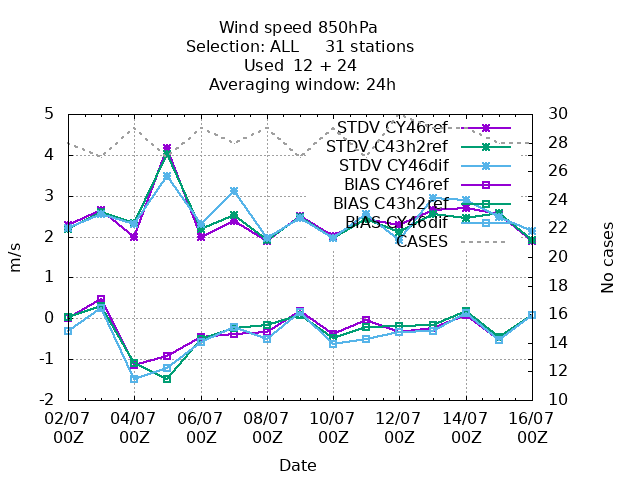 Wind speed 850hPa
Selection: ALL 31 stations
Used 12 + 24
Averaging window: 24h
5
4
3
2
1
0
-1
-2
m/s
30
28
26
24
22
20
18
16
14
12
10
No cases
STDV CY46ref
STDV C43h2ref
STDV CY46dif
BIAS CY46ref
BIAS C43h2ref
BIAS CY46dif
CASES
02/07 04/07 06/07 08/07 10/07 12/07 14/07 16/07
00Z 00Z 00Z 00Z 00Z 00Z 00Z 00Z
Date